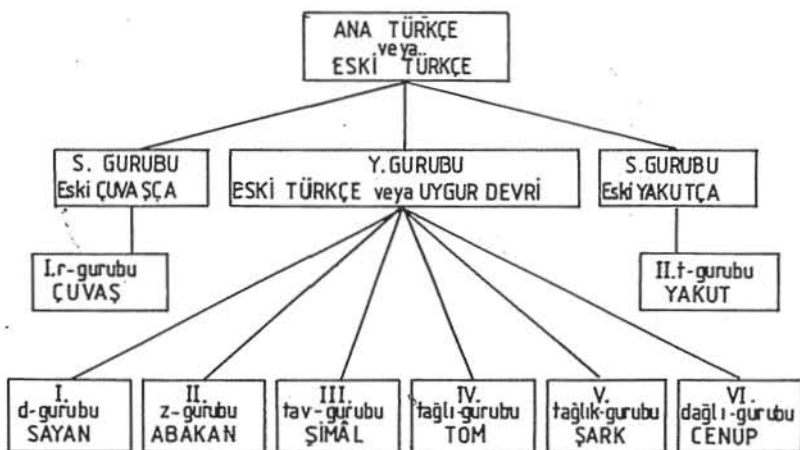 ANA TÜRKÇE
veya..
ESKİ TÜRKÇE
S. GURUBU
Eski ÇUVAŞÇA
Y.GURUBU
ESKİ TÜRKÇE veya UYGUR DEVRİ
S.GURUBU
Eski YAKUTÇA
I.r-gurubu
ÇUVAŞ
II.t-gurubu
YAKUT
I.
d-gurubu
SAYAN
II.
z-gurubu
ABAKAN
III.
tav-gurubu
ŞİMÂL
IV.
tağlı-gurubu
TOM
V.
tağlık-gurubu
ŞARK
VI.
dağlı-gurubu
CENUP